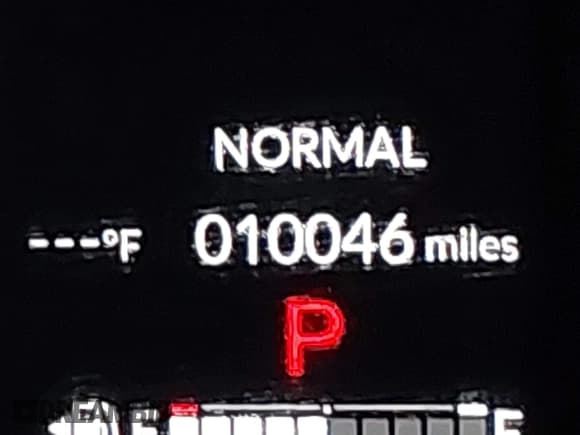 NORMAL
---°F 010046 miles
P
E F